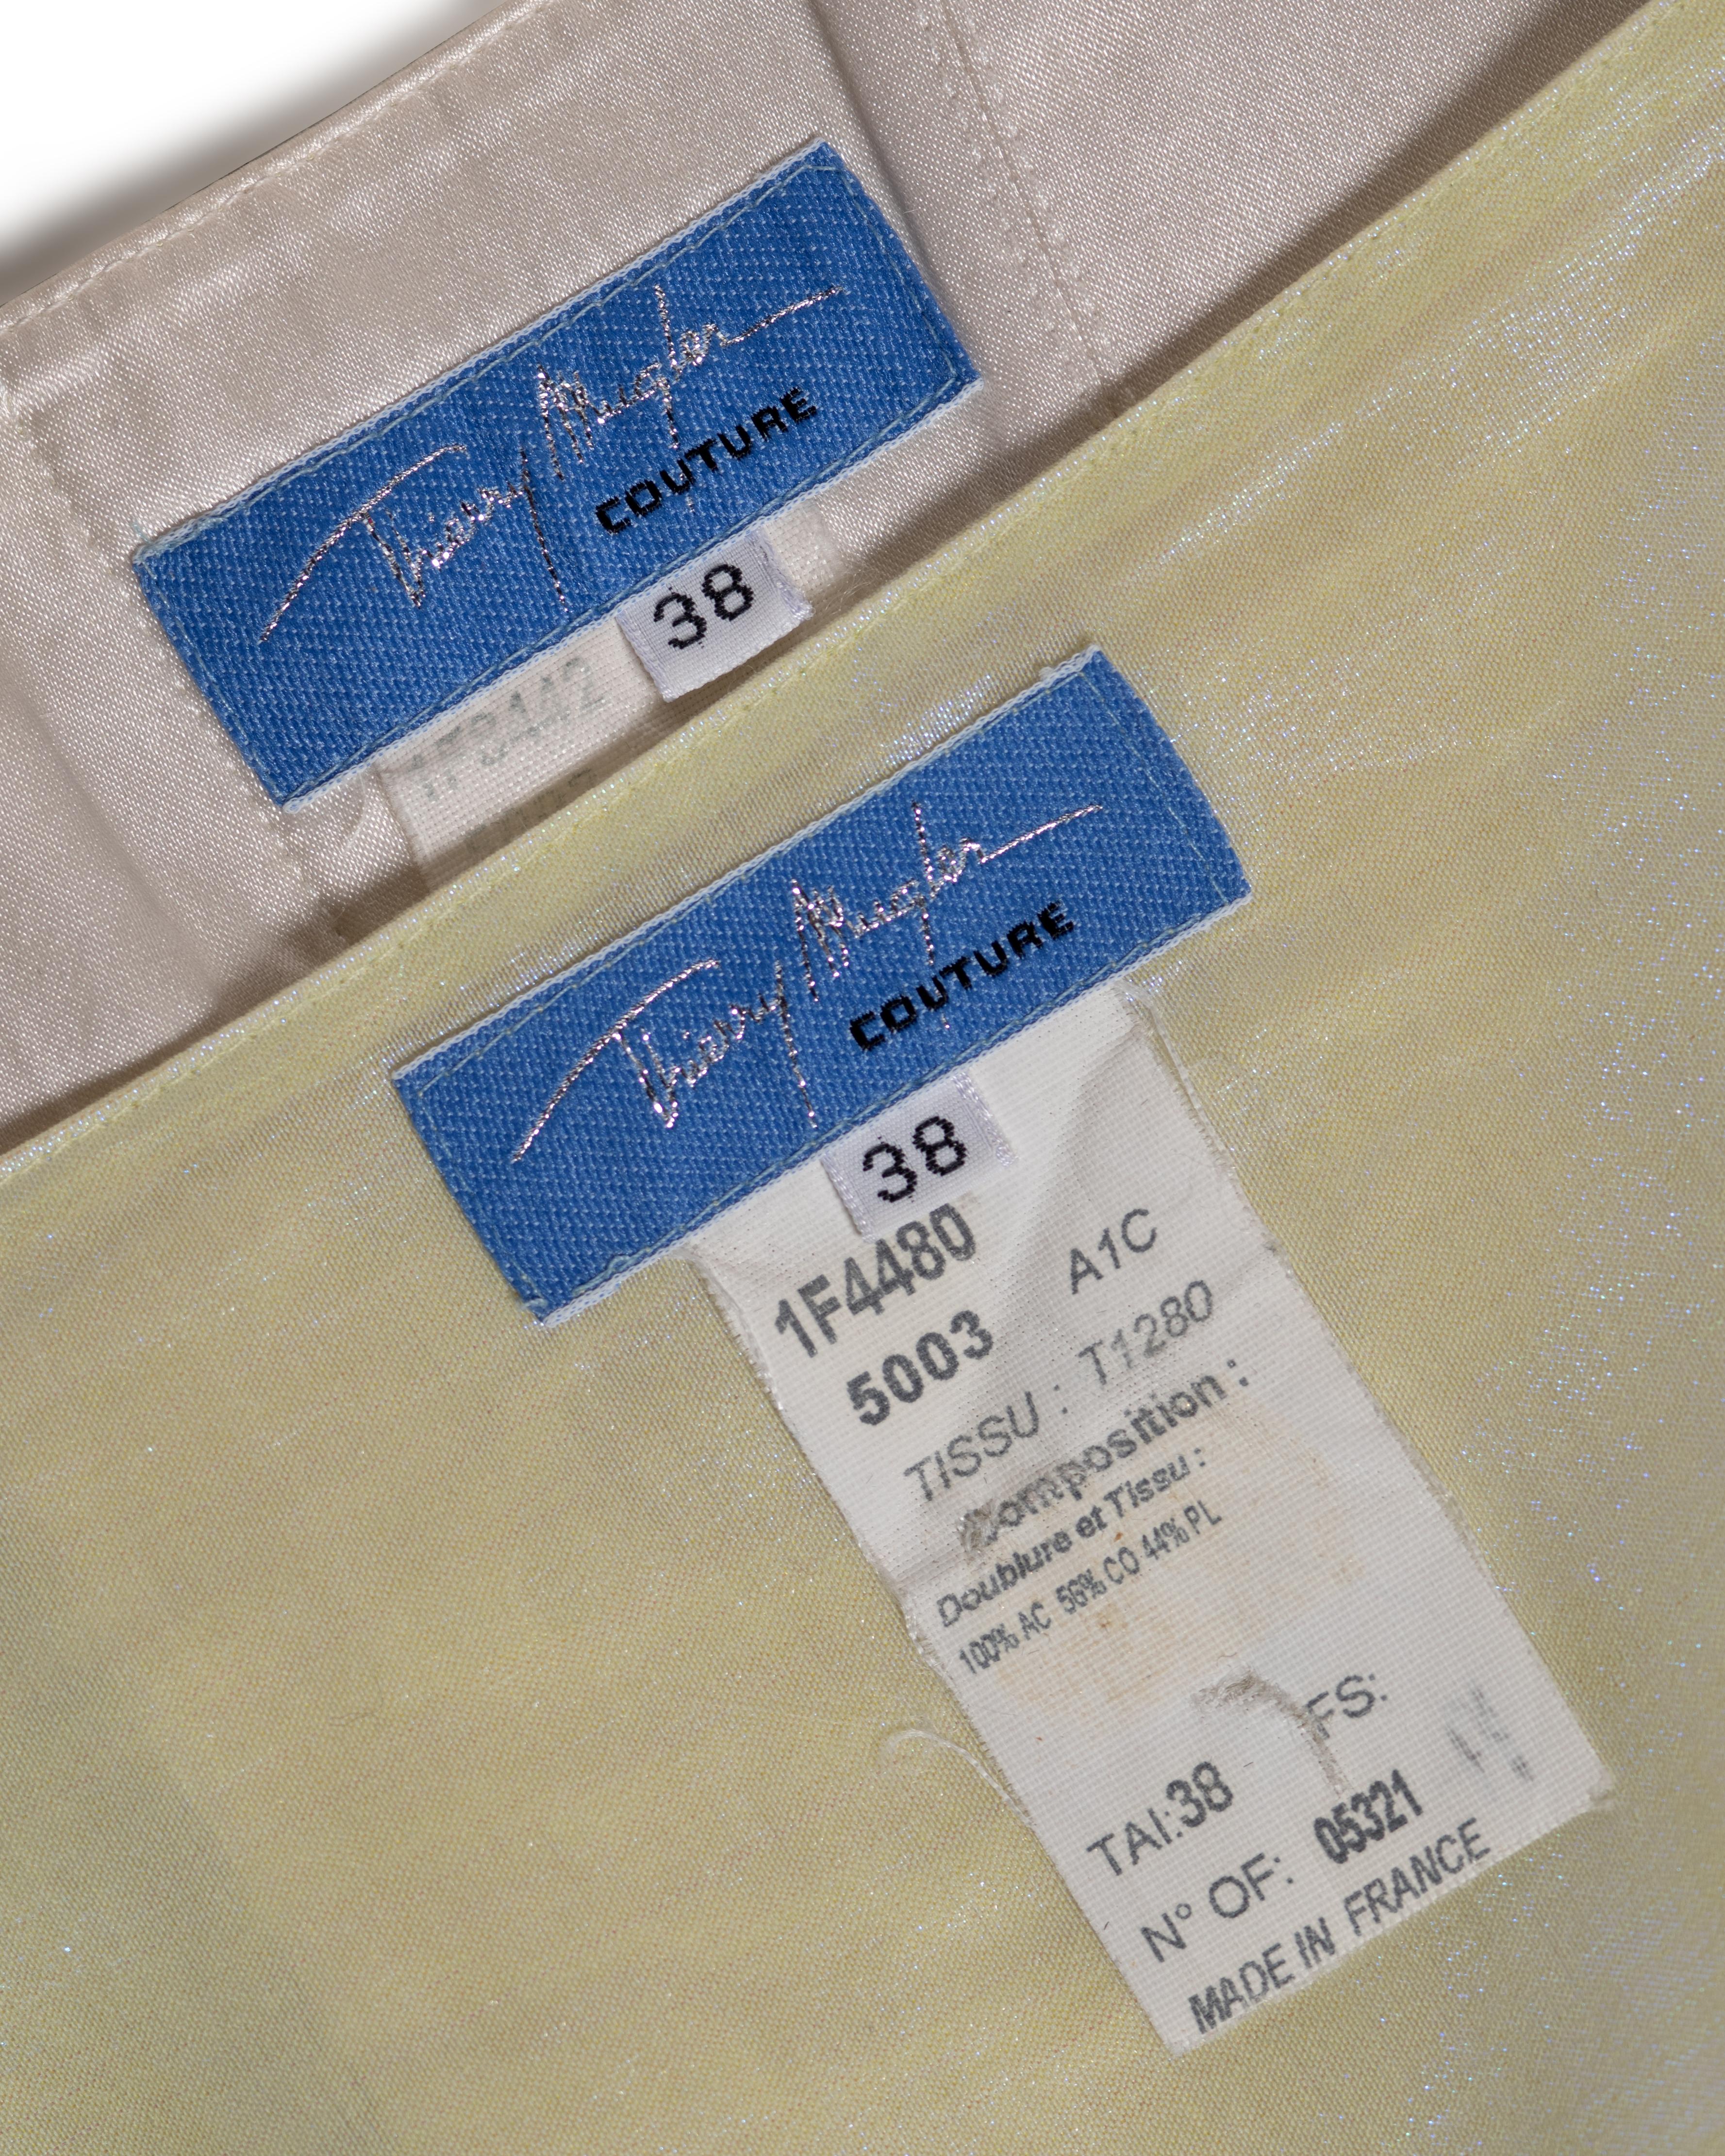 Thierry Mugler
COUTURE
38
1F3442
Thierry Mugler
COUTURE
38
1F4480
5003 A1C
TISSU : T1280
Composition :
Doublure et Tissu :
100% AC 56% CO 44% PL
FS:
TAI:38
N° OF: 05321
MADE IN FRANCE